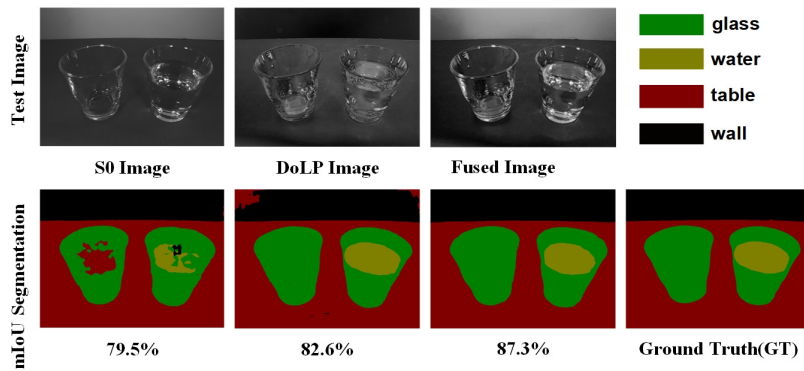 Test Image
glass
water
table
wall
S0 Image
DoLP Image
Fused Image
mIoU Segmentation
79.5%
82.6%
87.3%
Ground Truth(GT)